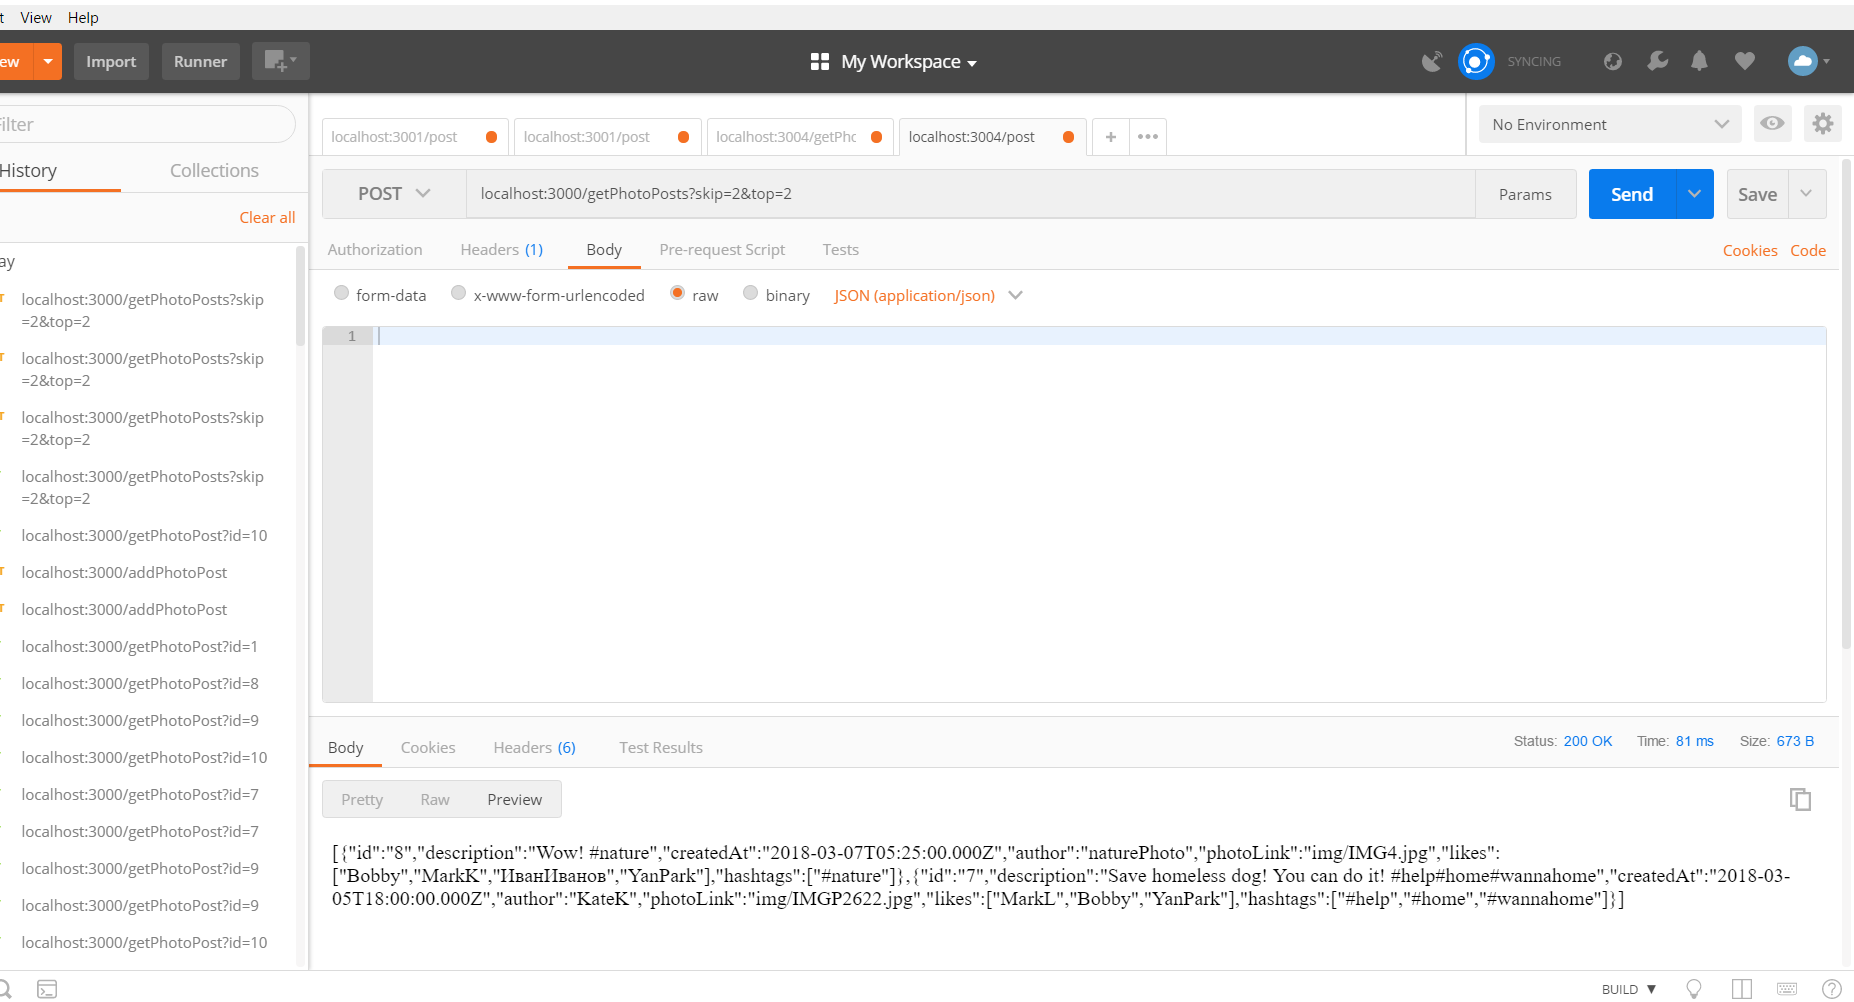 t View Help
ew Import Runner My Workspace SYNCING
Filter
History Collections
Clear all
ay
localhost:3000/getPhotoPosts?skip
=2&top=2
localhost:3000/getPhotoPosts?skip
=2&top=2
localhost:3000/getPhotoPosts?skip
=2&top=2
localhost:3000/getPhotoPosts?skip
=2&top=2
localhost:3000/getPhotoPost?id=10
localhost:3000/addPhotoPost
localhost:3000/addPhotoPost
localhost:3000/getPhotoPost?id=1
localhost:3000/getPhotoPost?id=8
localhost:3000/getPhotoPost?id=9
localhost:3000/getPhotoPost?id=10
localhost:3000/getPhotoPost?id=7
localhost:3000/getPhotoPost?id=7
localhost:3000/getPhotoPost?id=9
localhost:3000/getPhotoPost?id=9
localhost:3000/getPhotoPost?id=10
localhost:3001/post localhost:3001/post localhost:3004/getPho localhost:3004/post + ••• No Environment
POST localhost:3000/getPhotoPosts?skip=2&top=2 Params Send Save
Authorization Headers (1) Body Pre-request Script Tests Cookies Code
form-data x-www-form-urlencoded raw binary JSON (application/json)
1
Body Cookies Headers (6) Test Results Status: 200 OK Time: 81 ms Size: 673 B
Pretty Raw Preview
[{"id":"8","description":"Wow! #nature","createdAt":"2018-03-07T05:25:00.000Z","author":"naturePhoto","photoLink":"img/IMG4.jpg","likes":
["Bobby","MarkK","ИванИванов","YanPark"],"hashtags":["#nature"]},{"id":"7","description":"Save homeless dog! You can do it! #help#home#wannahome","createdAt":"2018-03-
05T18:00:00.000Z","author":"KateK","photoLink":"img/IMGP2622.jpg","likes":["MarkL","Bobby","YanPark"],"hashtags":["#help","#home","#wannahome"]}]
BUILD ▼ ?